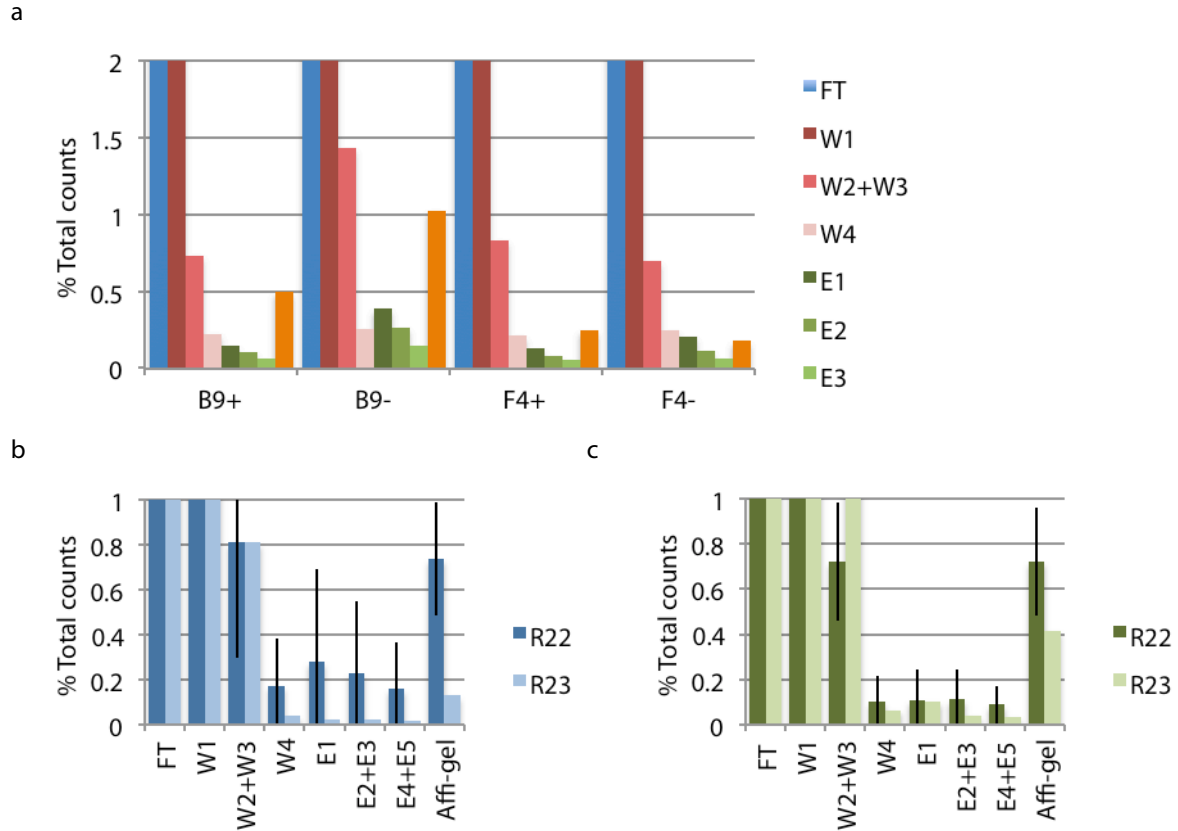 a
% Total counts
2
1.5
1
0.5
0
B9+ B9- F4+ F4-
FT
W1
W2+W3
W4
E1
E2
E3
b
% Total counts
1
0.8
0.6
0.4
0.2
0
FT W1 W2+W3 W4 E1 E2+E3 E4+E5 Affi-gel
R22
R23
c
% Total counts
1
0.8
0.6
0.4
0.2
0
FT W1 W2+W3 W4 E1 E2+E3 E4+E5 Affi-gel
R22
R23